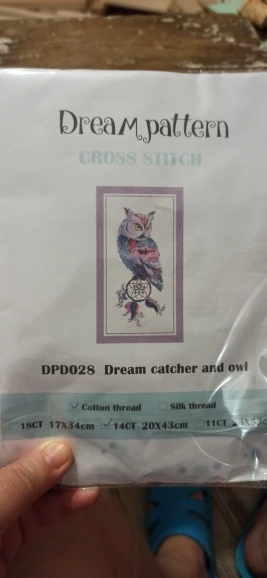 Dream pattern
CROSS STITCH
DPD028 Dream catcher and owl
Cotton thread Silk thread
18CT 17X34cm 14CT 20X43cm 11CT